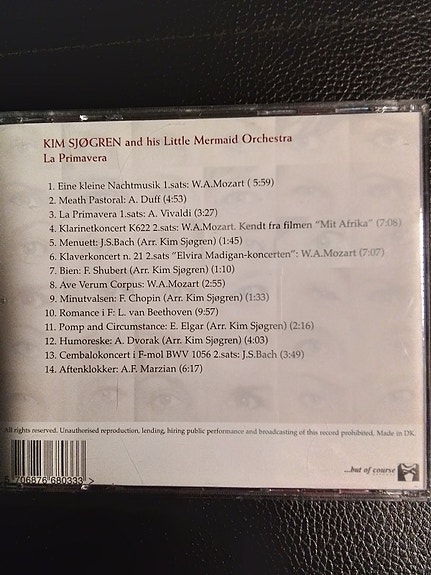 KIM SJØGREN and his Little Mermaid Orchestra
La Primavera
1. Eine kleine Nachtmusik 1.sats: W.A.Mozart ( 5:59)
2. Meath Pastoral: A. Duff (4:53)
3. La Primavera 1.sats: A. Vivaldi (3:27)
4. Klarinetkoncert K622 2.sats: W.A.Mozart. Kendt fra filmen "Mit Afrika" (7:08)
5. Menuett: J.S.Bach (Arr. Kim Sjøgren) (1:45)
6. Klaverkoncert n. 21 2.sats "Elvira Madigan-koncerten": W.A.Mozart (7:07)
7. Bien: F. Shubert (Arr. Kim Sjøgren) (1:10)
8. Ave Verum Corpus: W.A.Mozart (2:55)
9. Minutvalsen: F. Chopin (Arr. Kim Sjøgren) (1:33)
10. Romance i F: L. van Beethoven (9:57)
11. Pomp and Circumstance: E. Elgar (Arr. Kim Sjøgren) (2:16)
12. Humoreske: A. Dvorak (Arr. Kim Sjøgren) (4:03)
13. Cembalokoncert i F-mol BWV 1056 2.sats: J.S.Bach (3:49)
14. Aftenklokker: A.F. Marzian (6:17)
All rights reserved. Unauthorised reproduction, lending, hiring public performance and broadcasting of this record prohibited. Made in DK.
...but of course
5 706876 680333 >